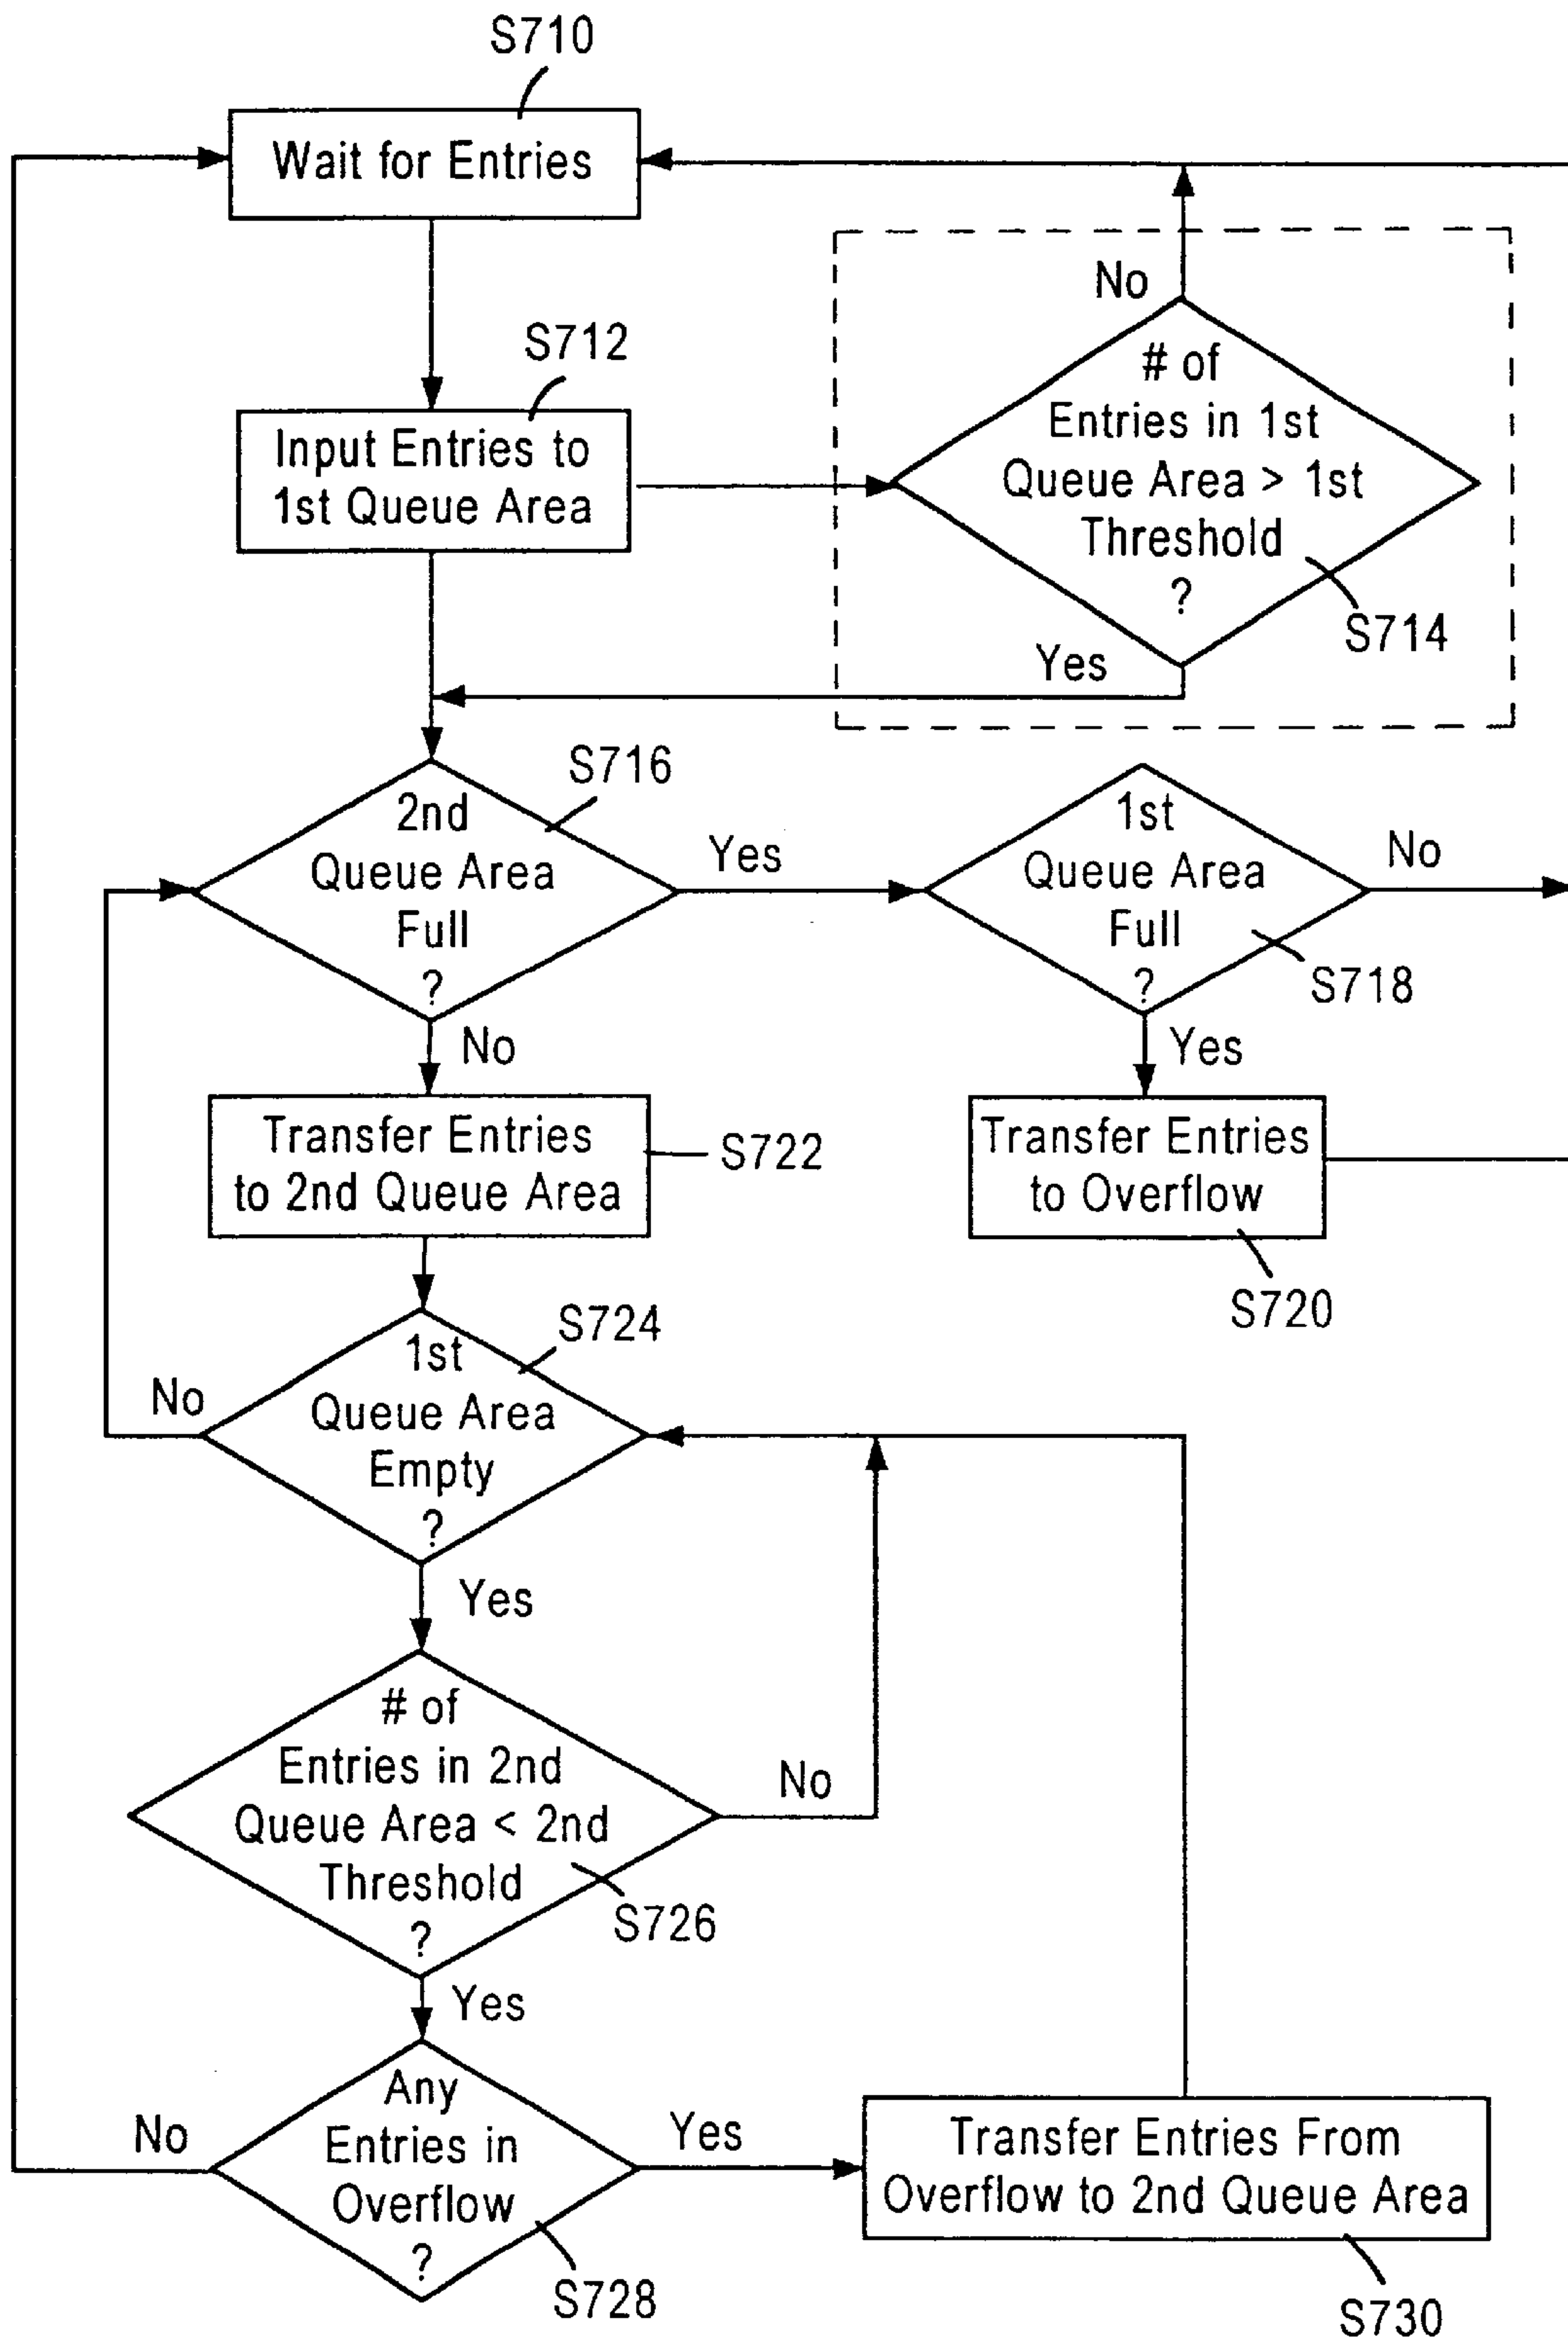 S710
Wait for Entries
No
# of
Entries in 1st
Queue Area > 1st
Threshold
?
S714
Yes
S712
Input Entries to
1st Queue Area
S716
2nd
Queue Area
Full
?
Yes
1st
Queue Area
Full
?
No
S718
No
Yes
Transfer Entries
to 2nd Queue Area
S722
Transfer Entries
to Overflow
S720
S724
1st
Queue Area
Empty
?
No
Yes
# of
Entries in 2nd
Queue Area < 2nd
Threshold
?
No
S726
Yes
Any
Entries in
Overflow
?
No
Yes
S728
Transfer Entries From
Overflow to 2nd Queue Area
S730